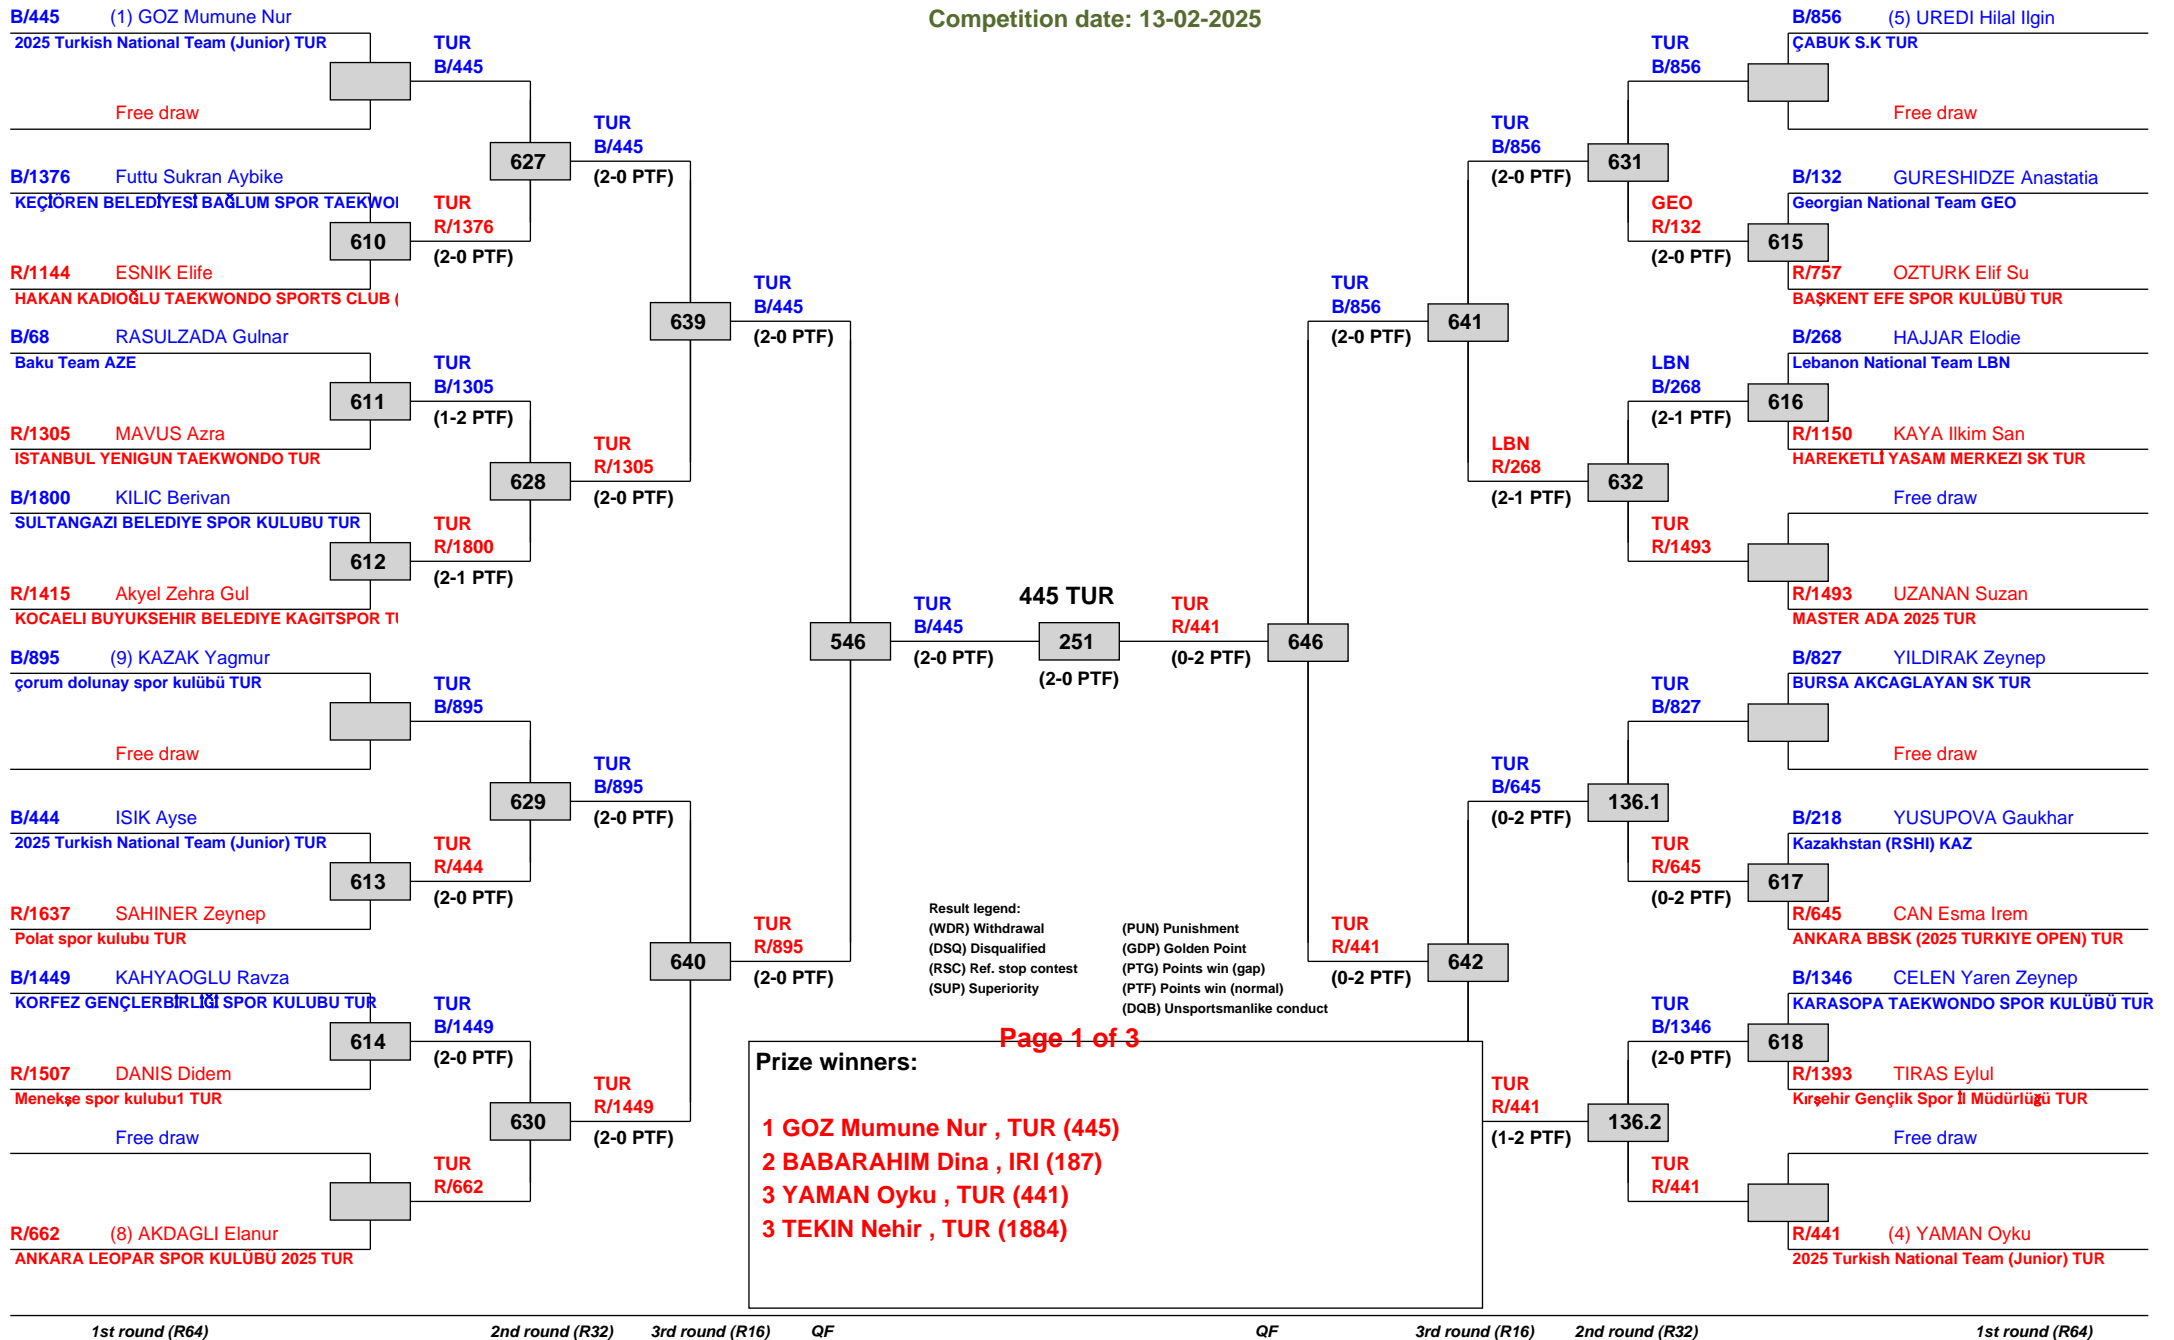 Competition date: 13-02-2025
B/445 (1) GOZ Mumune Nur
2025 Turkish National Team (Junior) TUR
Free draw
B/1376 Futtu Sukran Aybike
KEÇİÖREN BELEDİYESİ BAĞLUM SPOR TAEKWO
610
R/1144 ESNIK Elife
HAKAN KADIOĞLU TAEKWONDO SPORTS CLUB (
B/68 RASULZADA Gulnar
Baku Team AZE
611
R/1305 MAVUS Azra
ISTANBUL YENIGUN TAEKWONDO TUR
B/1800 KILIC Berivan
SULTANGAZI BELEDIYE SPOR KULUBU TUR
612
R/1415 Akyel Zehra Gul
KOCAELI BUYUKSEHIR BELEDIYE KAGITSPOR TU
B/895 (9) KAZAK Yagmur
çorum dolunay spor kulübü TUR
Free draw
B/444 ISIK Ayse
2025 Turkish National Team (Junior) TUR
613
R/1637 SAHINER Zeynep
Polat spor kulubu TUR
B/1449 KAHYAOGLU Ravza
KORFEZ GENÇLERBİRLİĞİ SPOR KULUBU TUR
614
R/1507 DANIS Didem
Menekşe spor kulubu1 TUR
Free draw
R/662 (8) AKDAGLI Elanur
ANKARA LEOPAR SPOR KULÜBÜ 2025 TUR
TUR
B/445
627
TUR
R/1376
(2-0 PTF)
TUR
B/1305
(1-2 PTF)
628
TUR
R/1800
(2-1 PTF)
TUR
B/895
629
TUR
R/444
(2-0 PTF)
TUR
B/1449
(2-0 PTF)
630
TUR
R/662
TUR
B/445
(2-0 PTF)
639
TUR
R/1305
(2-0 PTF)
TUR
B/895
(2-0 PTF)
640
TUR
R/1449
(2-0 PTF)
TUR
B/445
(2-0 PTF)
546
TUR
R/895
(2-0 PTF)
TUR
B/445
(2-0 PTF)
445 TUR
251
(2-0 PTF)
TUR
R/441
(0-2 PTF)
TUR
B/856
(2-0 PTF)
646
TUR
R/441
(0-2 PTF)
TUR
B/856
(2-0 PTF)
641
LBN
R/268
(2-1 PTF)
TUR
B/645
(0-2 PTF)
642
TUR
R/441
(1-2 PTF)
TUR
B/856
631
GEO
R/132
(2-0 PTF)
LBN
B/268
(2-1 PTF)
632
TUR
R/1493
TUR
B/827
136.1
TUR
R/645
(0-2 PTF)
TUR
B/1346
(2-0 PTF)
136.2
TUR
R/441
B/856 (5) UREDI Hilal Ilgin
ÇABUK S.K TUR
Free draw
B/132 GURESHIDZE Anastatia
Georgian National Team GEO
615
R/757 OZTURK Elif Su
BAŞKENT EFE SPOR KULÜBÜ TUR
B/268 HAJJAR Elodie
Lebanon National Team LBN
616
R/1150 KAYA Ilkim San
HAREKETLİ YASAM MERKEZI SK TUR
Free draw
R/1493 UZANAN Suzan
MASTER ADA 2025 TUR
B/827 YILDIRAK Zeynep
BURSA AKCAGLAYAN SK TUR
Free draw
B/218 YUSUPOVA Gaukhar
Kazakhstan (RSHI) KAZ
617
R/645 CAN Esma Irem
ANKARA BBSK (2025 TURKIYE OPEN) TUR
B/1346 CELEN Yaren Zeynep
KARASOPA TAEKWONDO SPOR KULÜBÜ TUR
618
R/1393 TIRAS Eylul
Kırşehir Gençlik Spor İl Müdürlüğü TUR
Free draw
R/441 (4) YAMAN Oyku
2025 Turkish National Team (Junior) TUR
Result legend:
(WDR) Withdrawal
(DSQ) Disqualified
(RSC) Ref. stop contest
(SUP) Superiority
(PUN) Punishment
(GDP) Golden Point
(PTG) Points win (gap)
(PTF) Points win (normal)
(DQB) Unsportsmanlike conduct
Page 1 of 3
Prize winners:
1 GOZ Mumune Nur , TUR (445)
2 BABARAHIM Dina , IRI (187)
3 YAMAN Oyku , TUR (441)
3 TEKIN Nehir , TUR (1884)
1st round (R64) 2nd round (R32) 3rd round (R16) QF QF 3rd round (R16) 2nd round (R32) 1st round (R64)